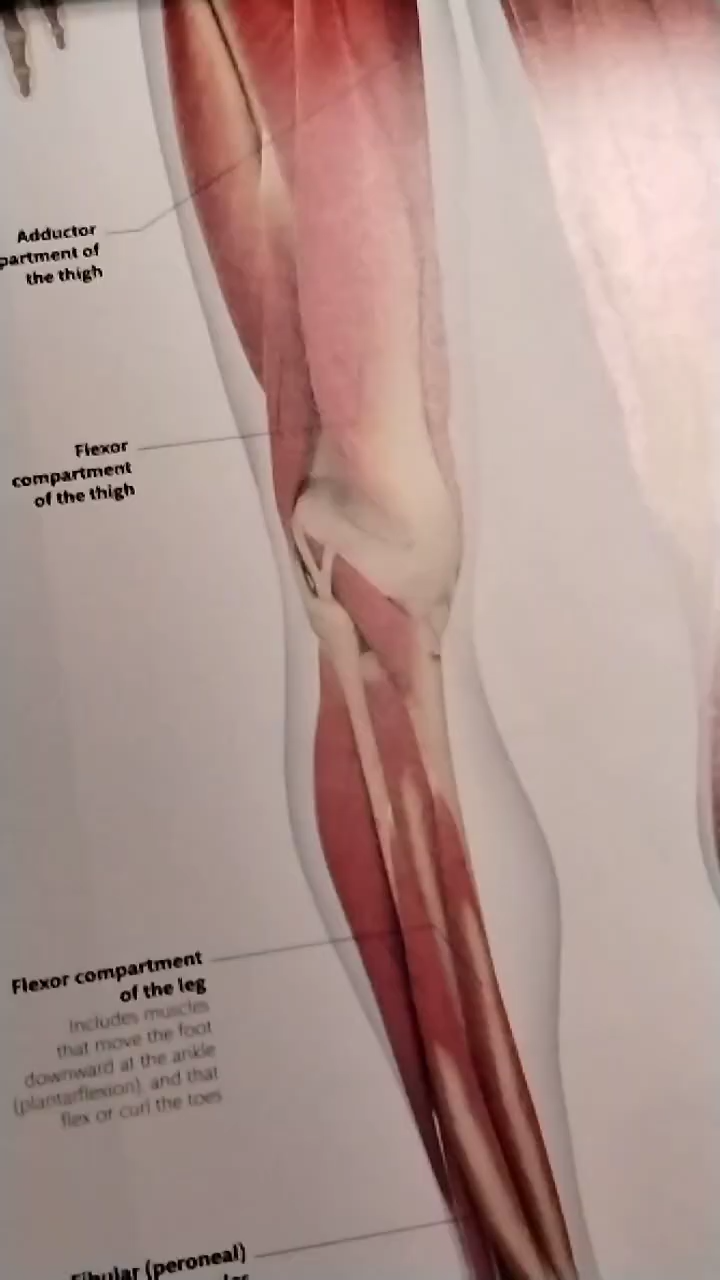 Adductor
partment of
the thigh
Flexor
compartment
of the thigh
Flexor compartment
of the leg
Includes muscles
that move the foot
downward at the ankle
(plantarflexion), and that
flex or curl the toes
Fibular (peroneal)